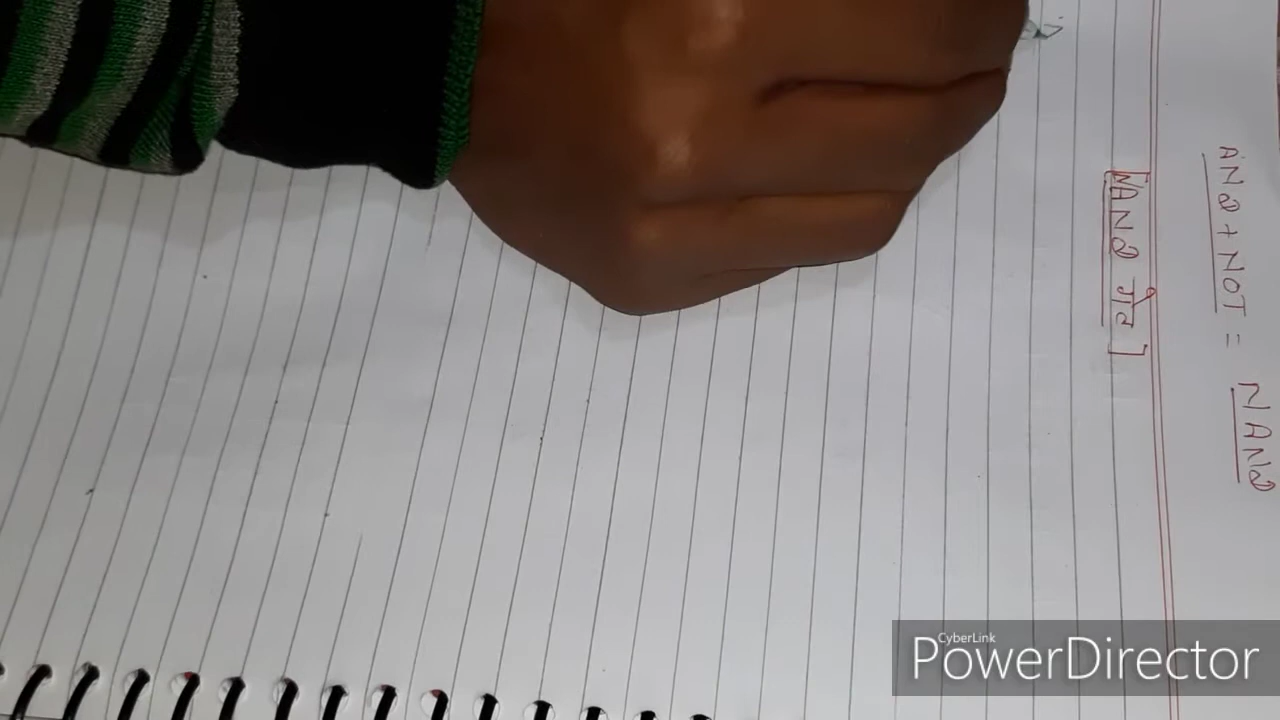 AND + NOT = NAND
[NAND गेट]
CyberLink
PowerDirector